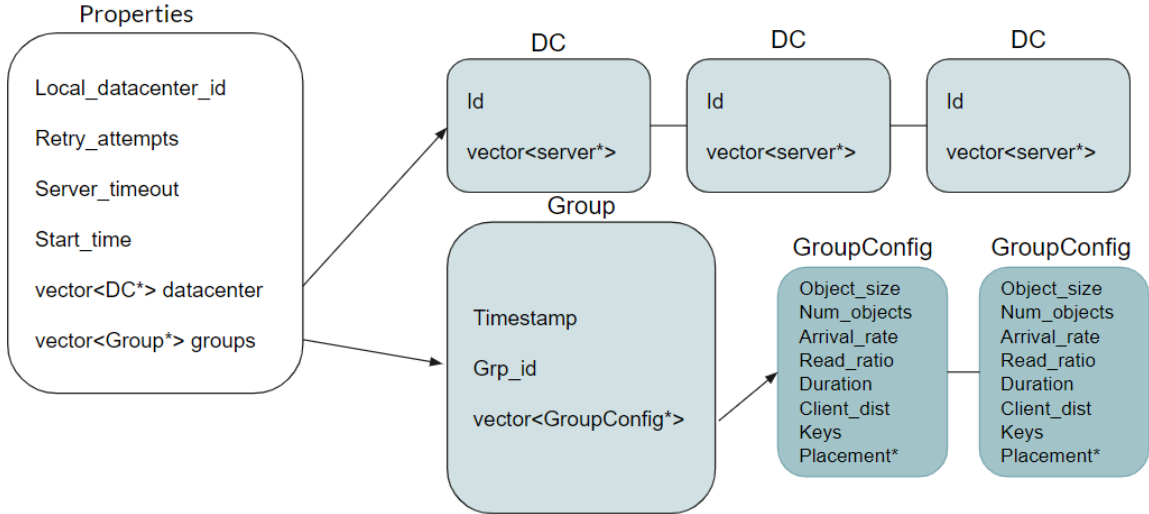 Properties
Local_datacenter_id
Retry_attempts
Server_timeout
Start_time
vector<DC*> datacenter
vector<Group*> groups
DC
Id
vector<server*>
DC
Id
vector<server*>
DC
Id
vector<server*>
Group
Timestamp
Grp_id
vector<GroupConfig*>
GroupConfig
Object_size
Num_objects
Arrival_rate
Read_ratio
Duration
Client_dist
Keys
Placement*
GroupConfig
Object_size
Num_objects
Arrival_rate
Read_ratio
Duration
Client_dist
Keys
Placement*